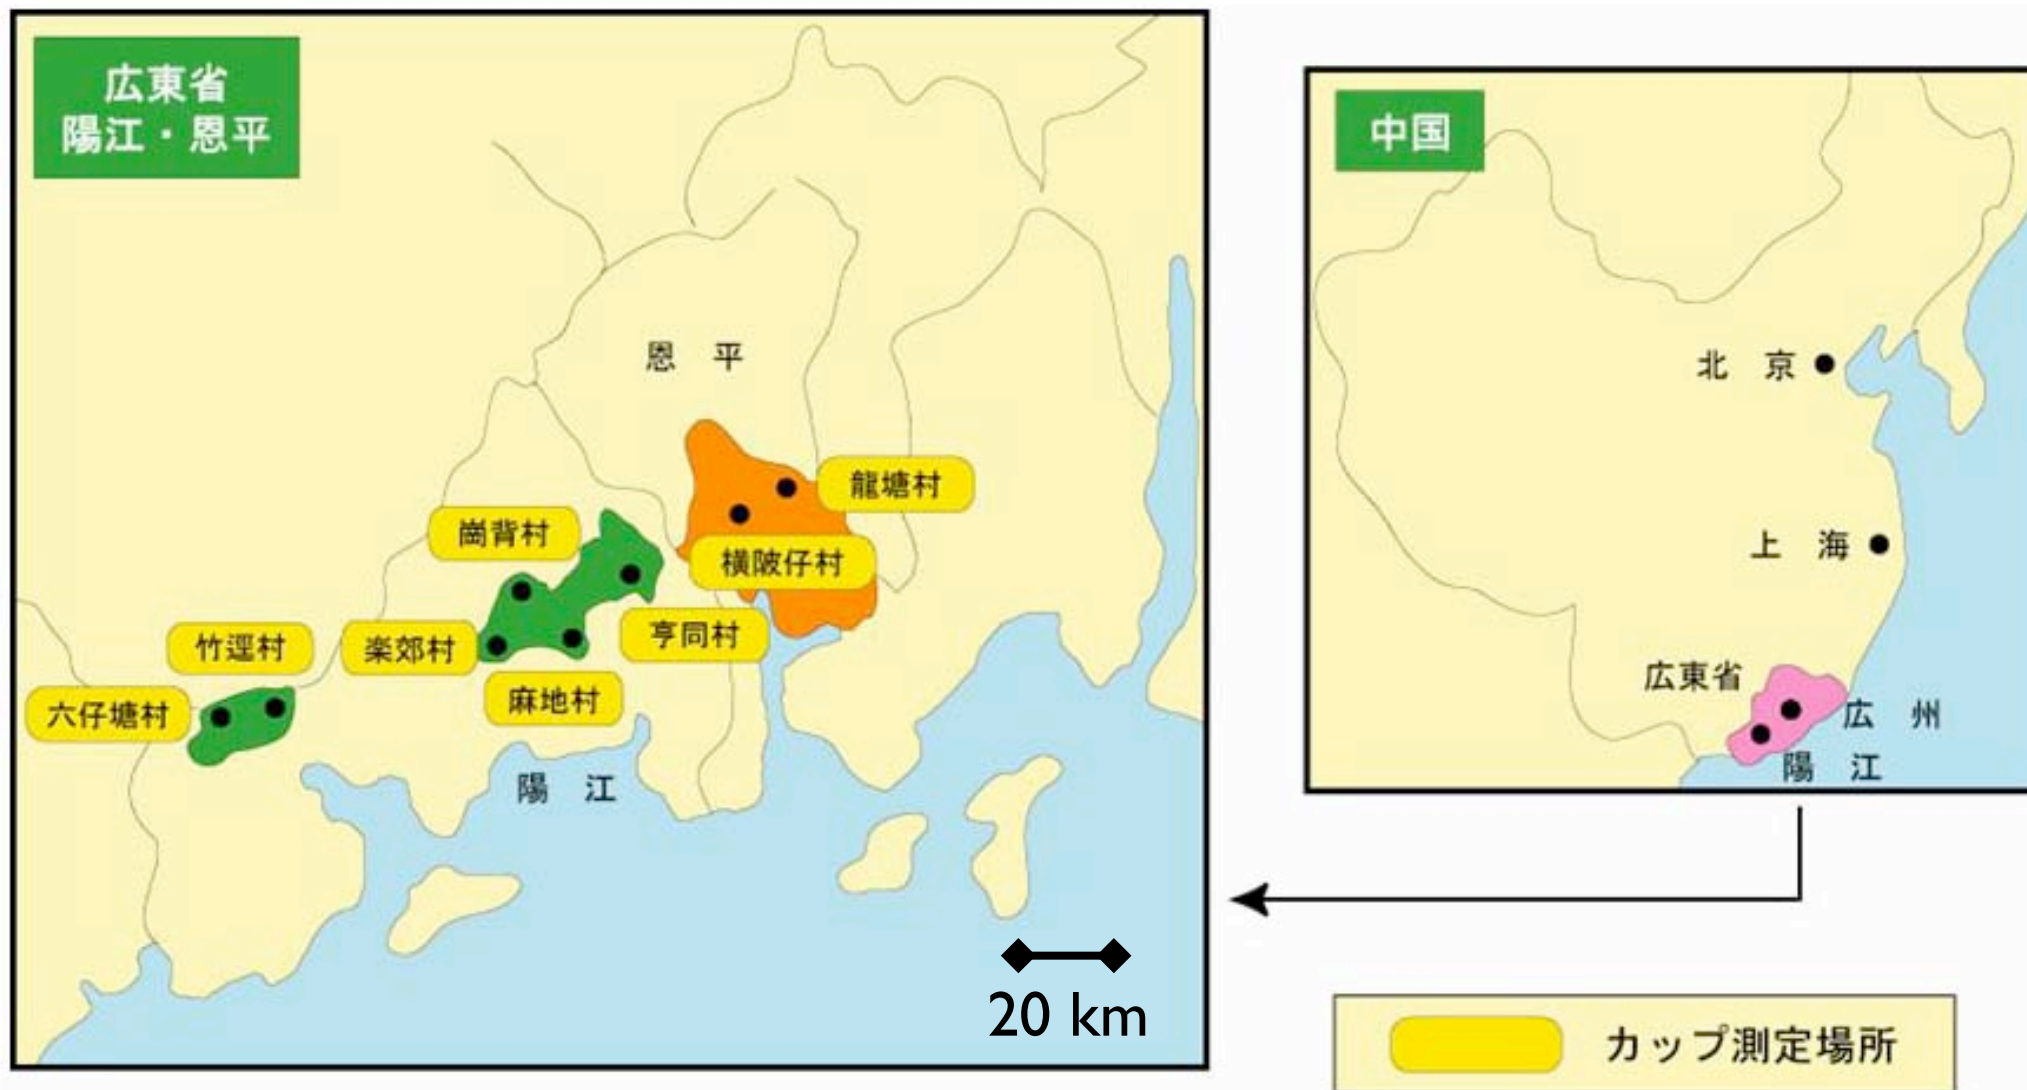 広東省
陽江・恩平
恩 平
龍塘村
崗背村
横陂仔村
竹逕村
楽郊村
亨同村
六仔塘村
麻地村
陽 江
20 km
中国
北 京
上 海
広東省
広 州
陽 江
カップ測定場所